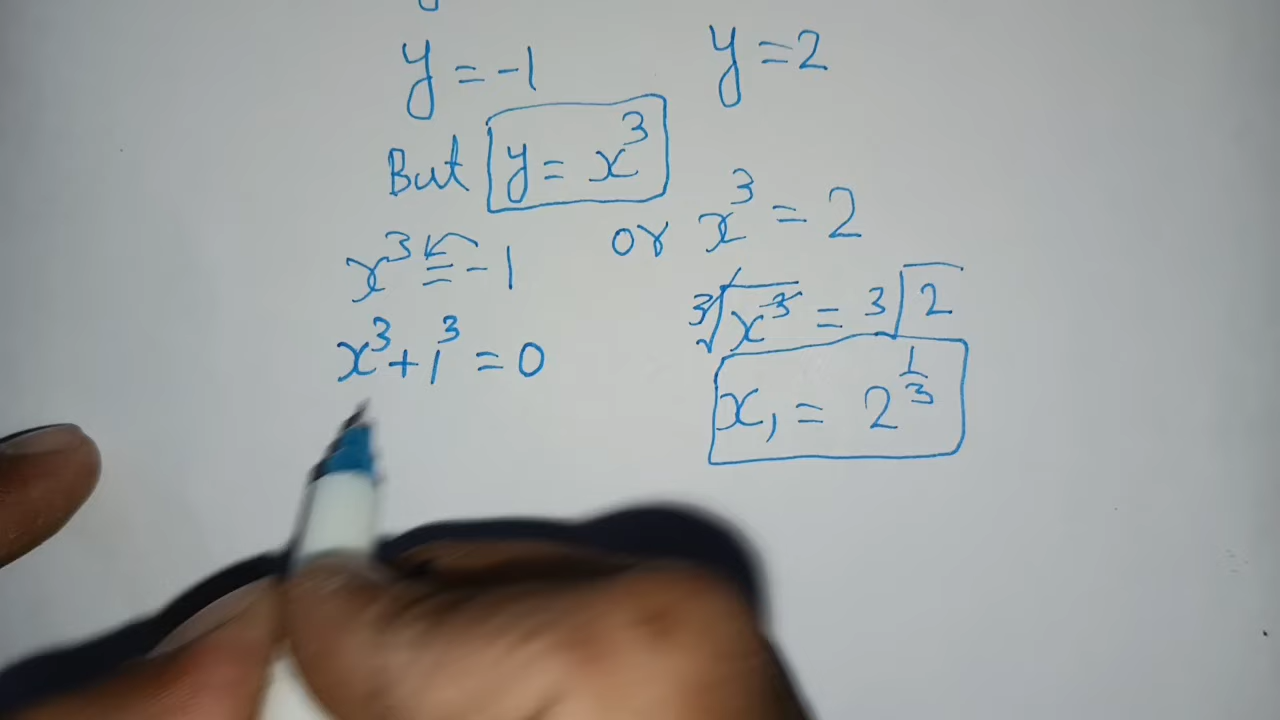 y = -1 y = 2
But y = x³
x³ = -1 or x³ = 2
x³ + 1³ = 0 ∛x³ = ∛2
x₁ = 2^(1/3)